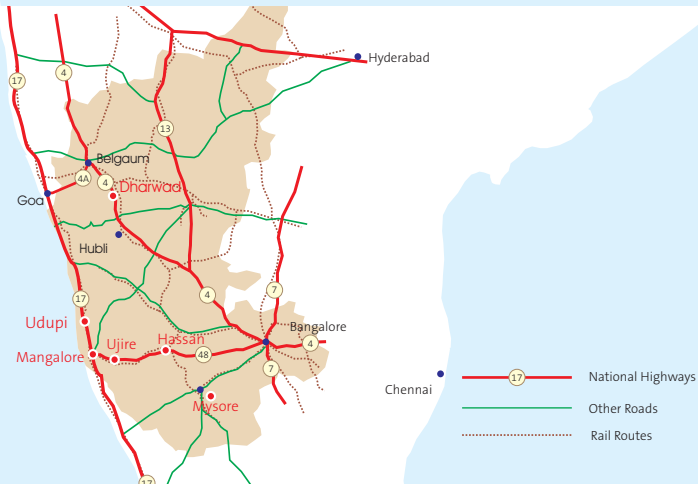 Hyderabad
17
4
13
Belgaum
4A
4
Dharwad
Goa
Hubli
7
4
17
Udupi
Bangalore
Hassan
Ujire
4
Mangalore
48
7
Chennai
Mysore
17
National Highways
Other Roads
Rail Routes
17